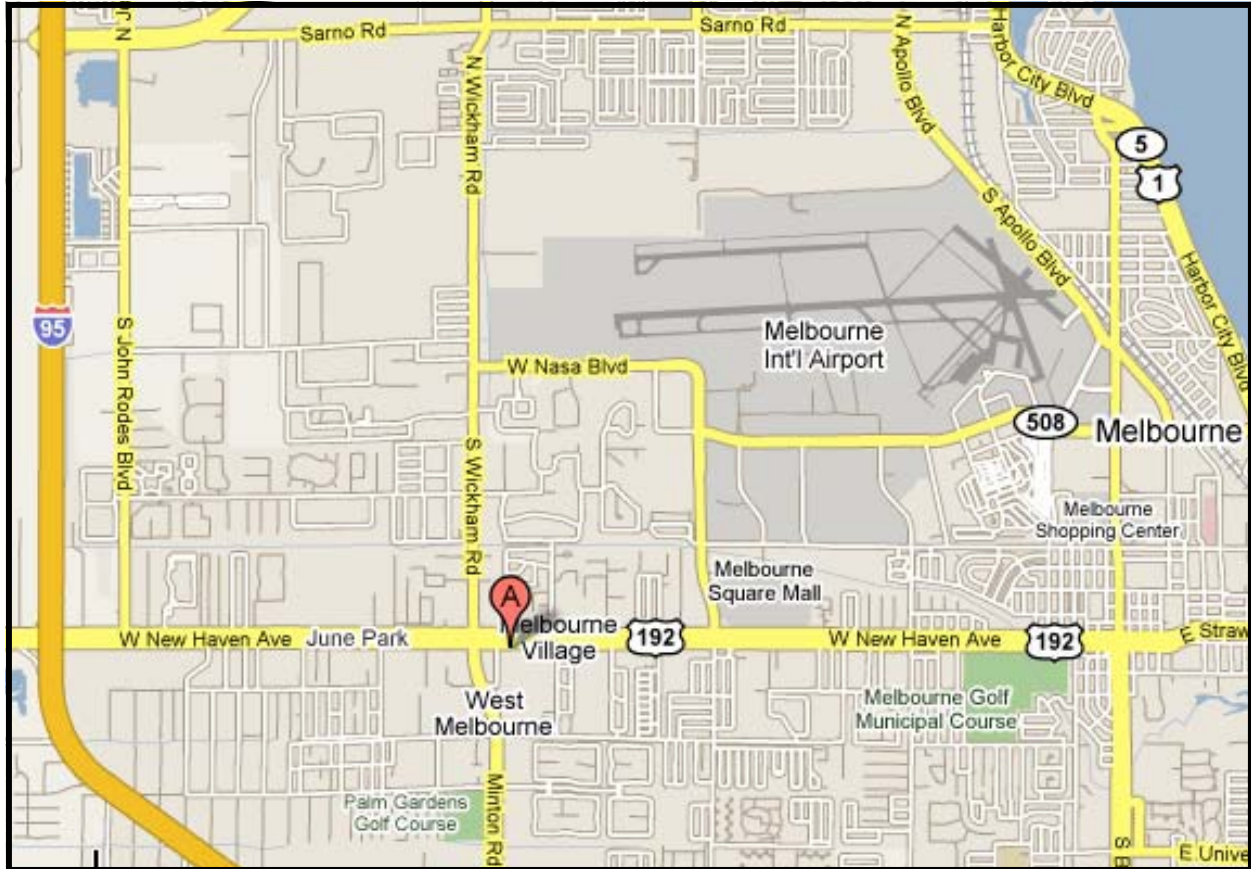 Sarno Rd
Sarno Rd
N Wickham Rd
N Apollo Blvd
Harbor City Blvd
5
1
S Apollo Blvd
Harbor City Blvd
95
S John Rodes Blvd
Melbourne
Int'l Airport
W Nasa Blvd
508
Melbourne
S Wickham Rd
Melbourne
Shopping Center
Melbourne
Square Mall
A
W New Haven Ave
June Park
Melbourne
Village
192
W New Haven Ave
192
E Straw
West
Melbourne
Melbourne Golf
Municipal Course
Minton Rd
Palm Gardens
Golf Course
S B
E Unive